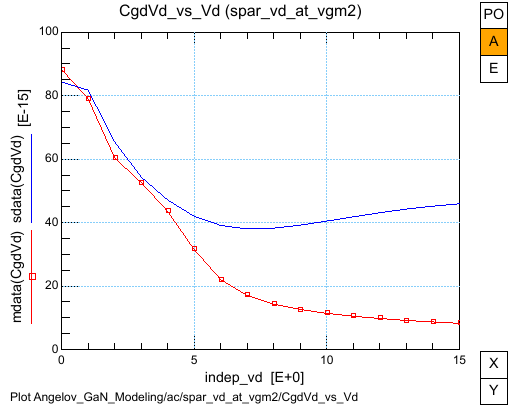 CgdVd_vs_Vd (spar_vd_at_vgm2)
PO
A
E
100
80
60
40
20
0
mdata(CgdVd) sdata(CgdVd) [E-15]
0 5 10 15
indep_vd [E+0]
X
Y
Plot Angelov_GaN_Modeling/ac/spar_vd_at_vgm2/CgdVd_vs_Vd